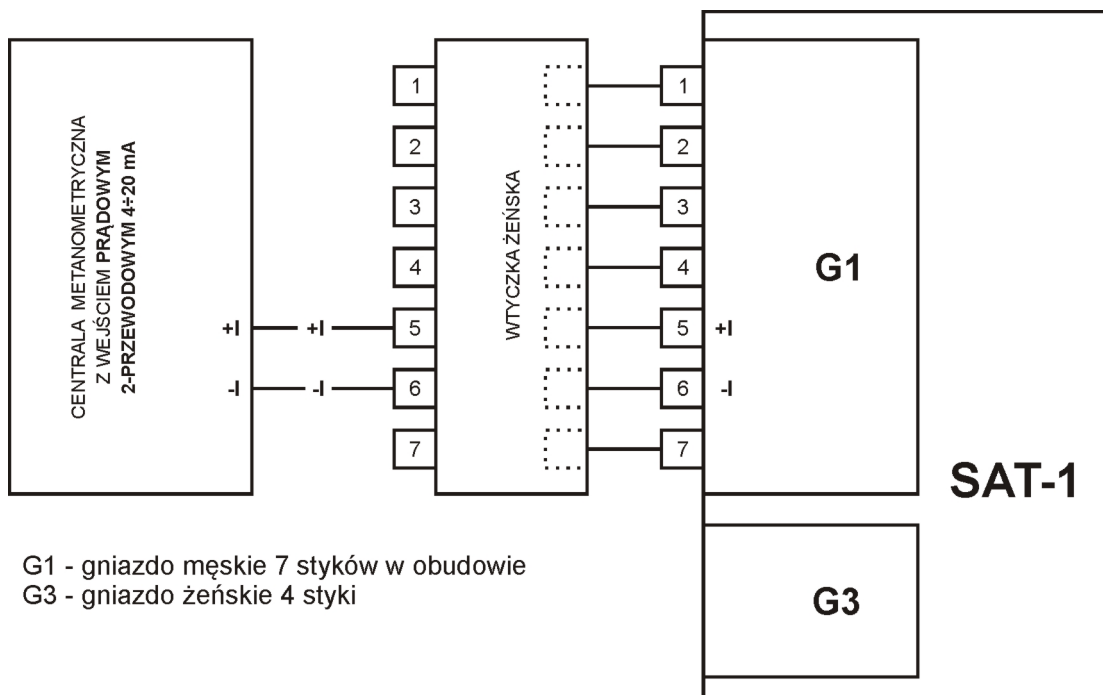 CENTRALA METANOMETRYCZNA
Z WEJŚCIEM PRĄDOWYM
2-PRZEWODOWYM 4÷20 mA
+I
-I
+I
-I
1
2
3
4
5
6
7
WTYCZKA ŻEŃSKA
1
2
3
4
5
6
7
+I
-I
G1
SAT-1
G3
G1 - gniazdo męskie 7 styków w obudowie
G3 - gniazdo żeńskie 4 styki